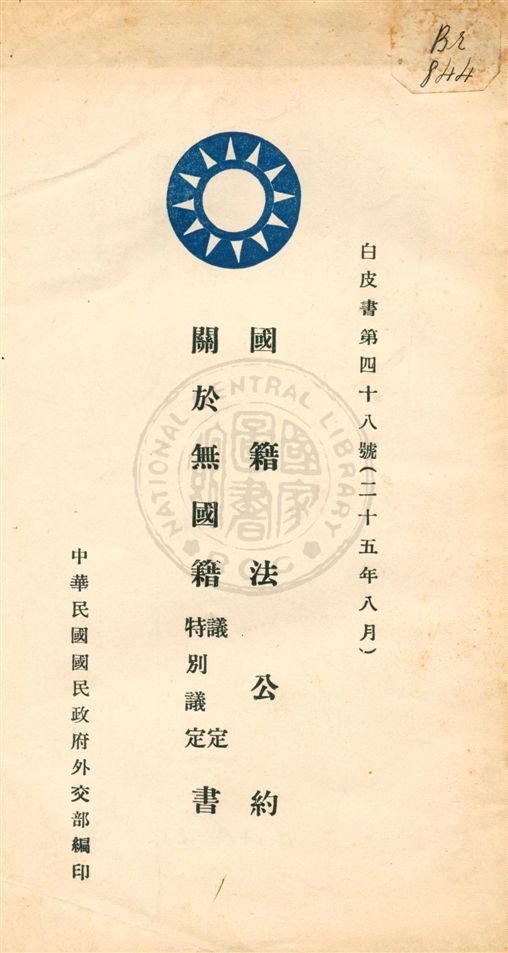 Br
844
白皮書第四十八號(二十五年八月)
國籍法公約
關於無國籍議定特別議定書
中華民國國民政府外交部編印
NATIONAL CENTRAL LIBRARY
R.O.C
國家圖書館